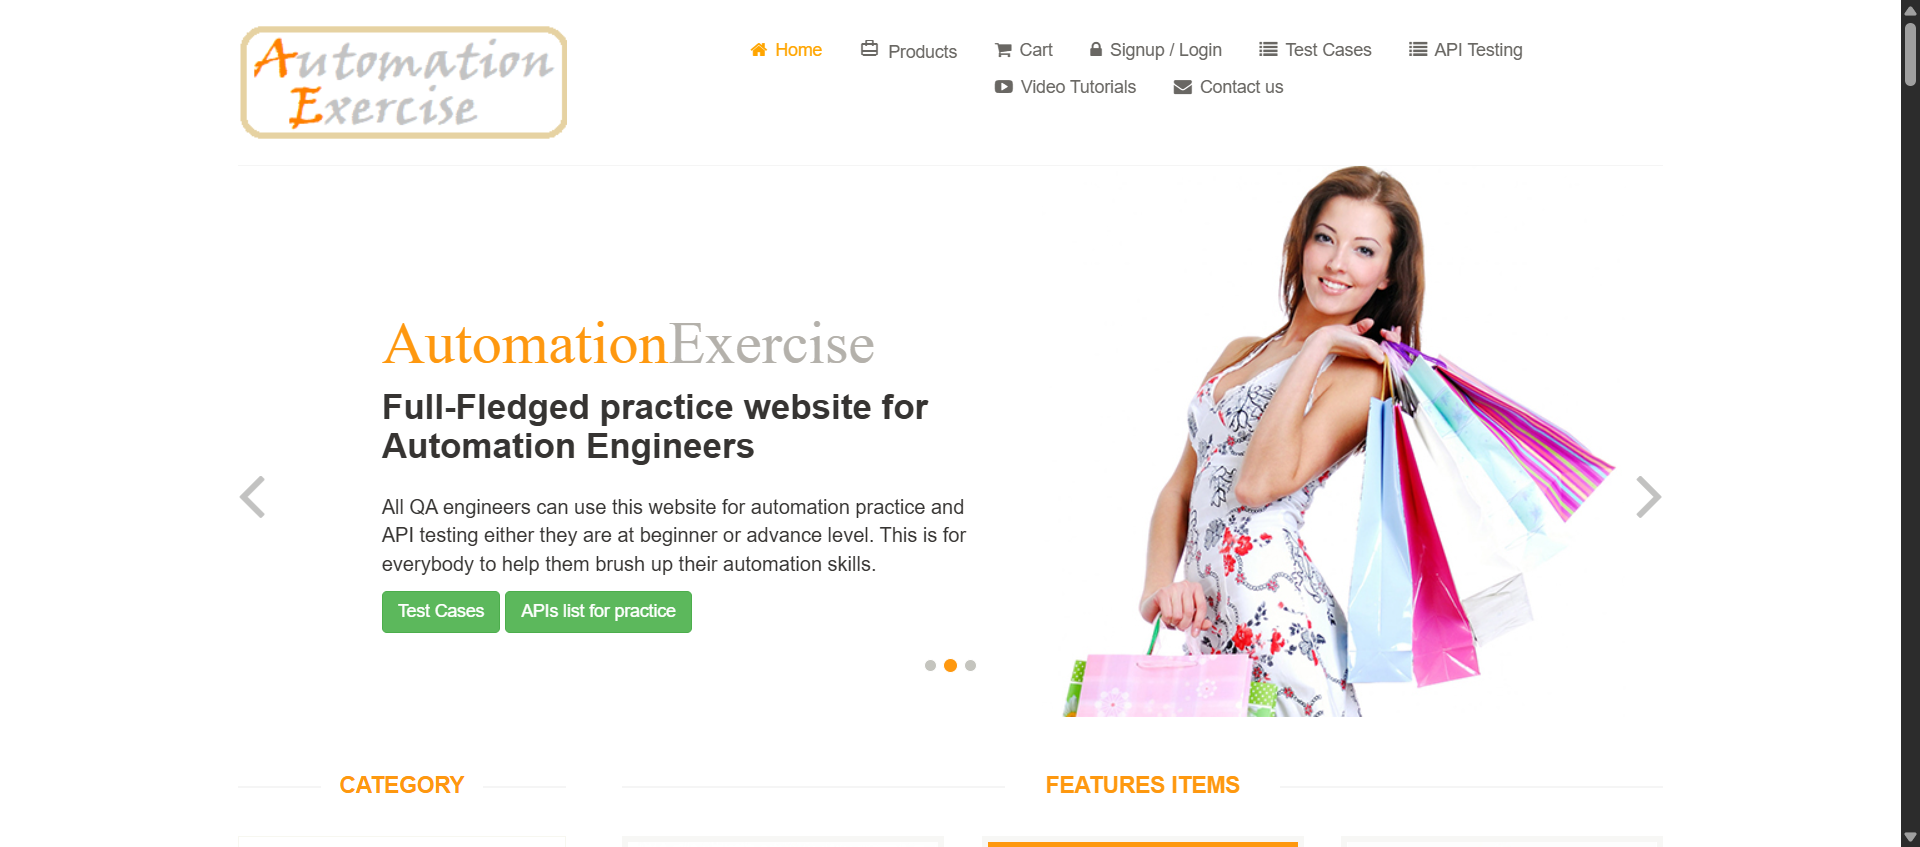 Automation
Exercise
Home Products Cart Signup / Login Test Cases API Testing
Video Tutorials Contact us
AutomationExercise
Full-Fledged practice website for
Automation Engineers
All QA engineers can use this website for automation practice and
API testing either they are at beginner or advance level. This is for
everybody to help them brush up their automation skills.
Test Cases APIs list for practice
CATEGORY FEATURES ITEMS